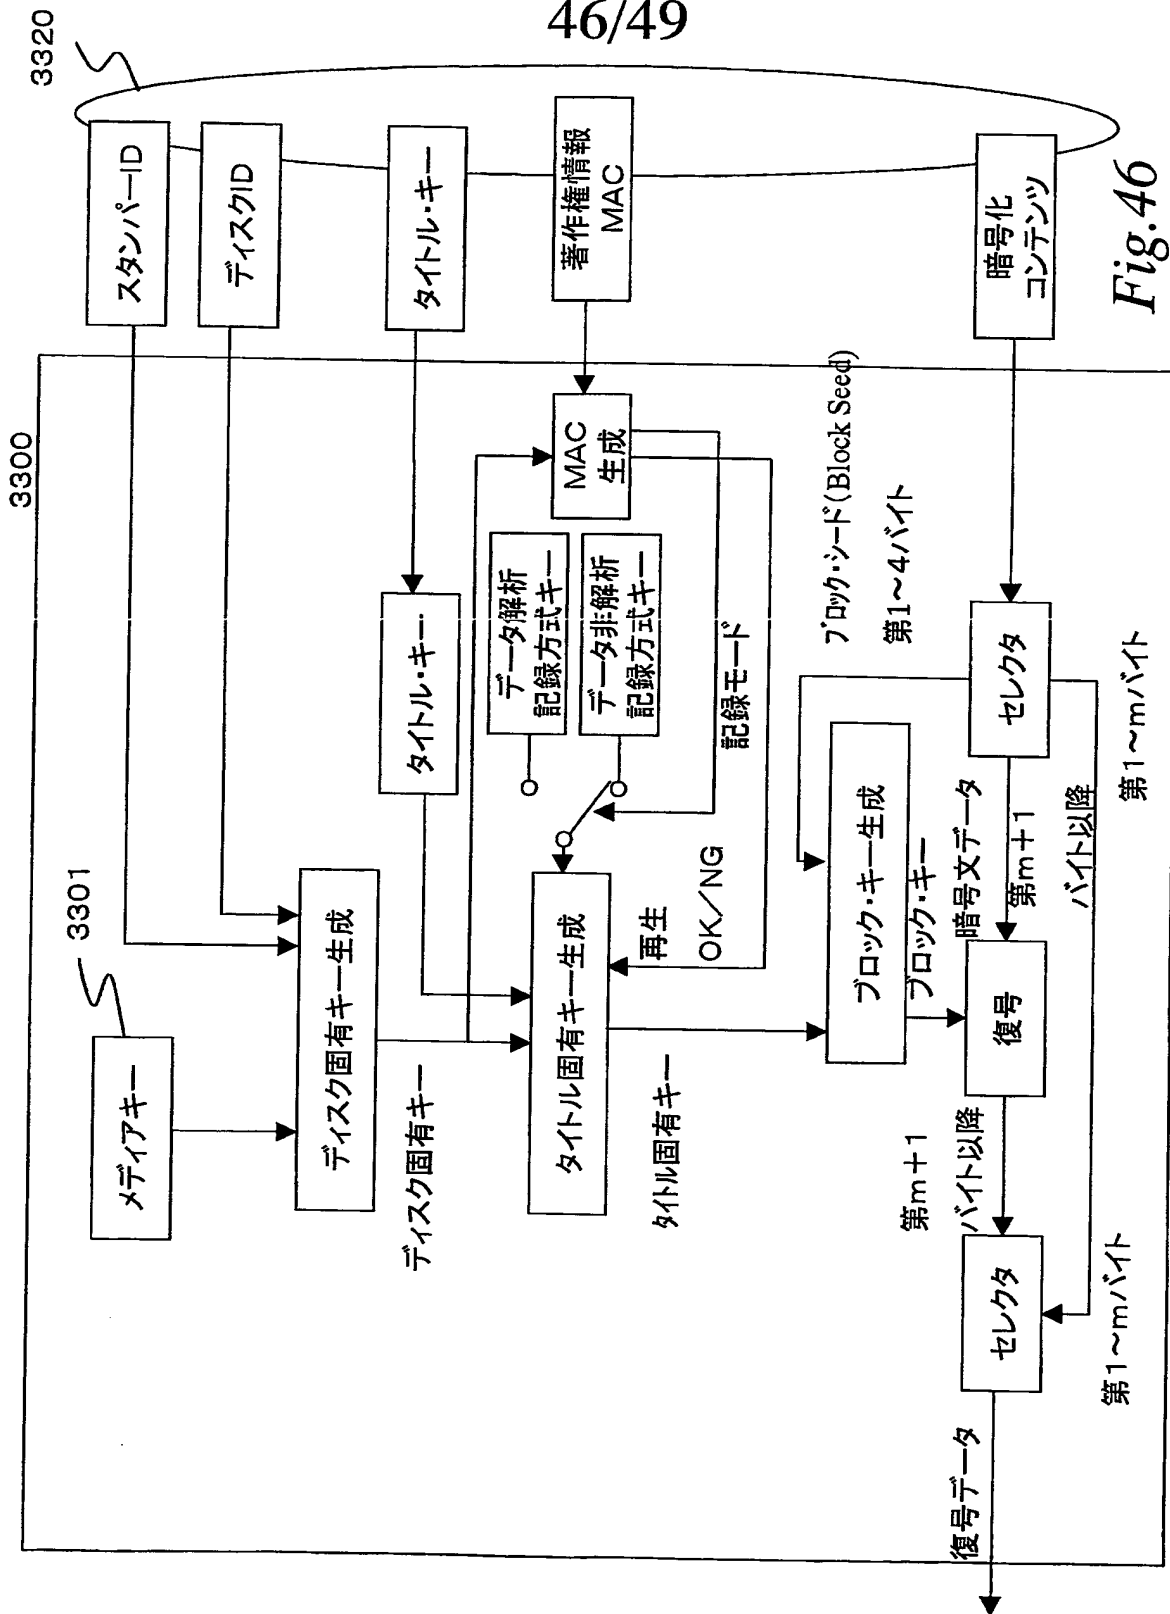 46/49
3320
スタンパーID
ディスクID
タイトル・キー
著作権情報
MAC
暗号化
コンテンツ
Fig.46
3300
MAC
生成
データ解析
記録方式キー
データ非解析
記録方式キー
記録モード
タイトル・キー
ブロック・シード(Block Seed)
第1～4バイト
セレクタ
第1～mバイト
3301
メディアキー
ディスク固有キー生成
ディスク固有キー
タイトル固有キー生成
再生
OK/NG
タイトル固有キー
ブロック・キー生成
ブロック・キー
暗号文データ
第m+1
バイト以降
復号
第m+1
バイト以降
セレクタ
第1～mバイト
復号データ